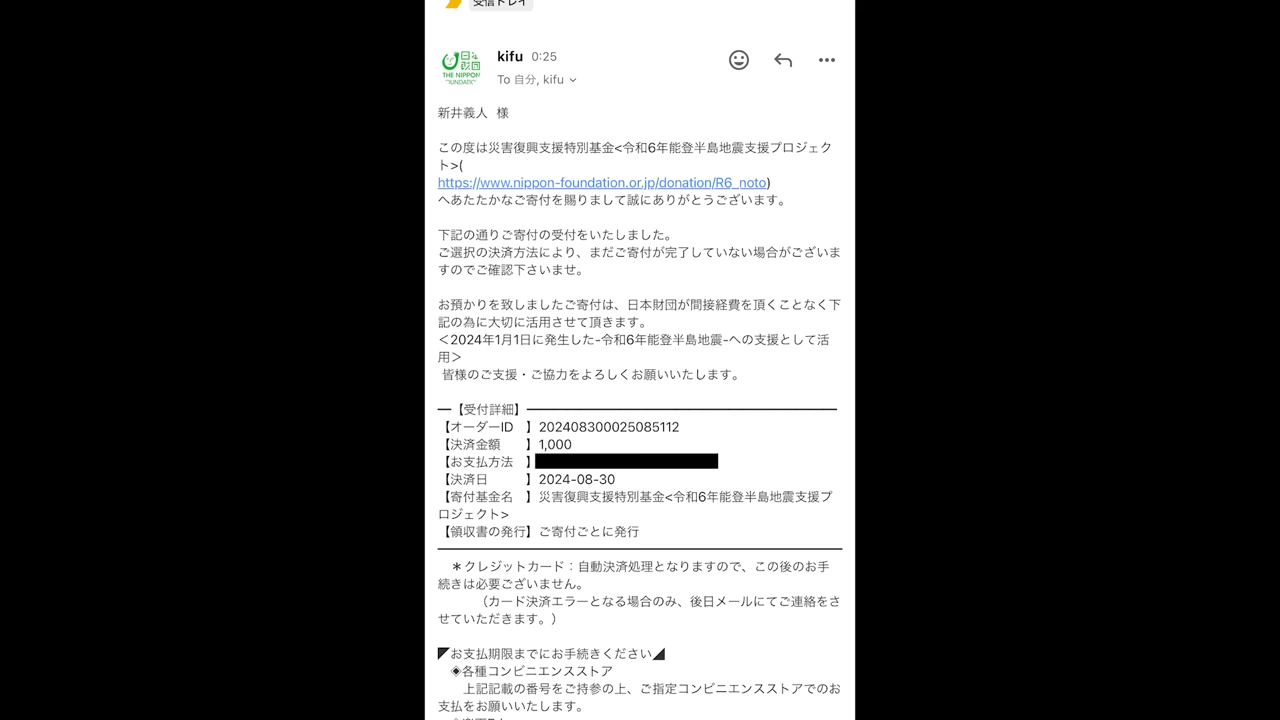 受信トレイ
kifu 0:25
To 自分, kifu
THE NIPPON
新井義人 様
この度は災害復興支援特別基金<令和6年能登半島地震支援プロジェク
ト>(
https://www.nippon-foundation.or.jp/donation/R6_noto)
へあたたかなご寄付を賜りまして誠にありがとうございます。
下記の通りご寄付の受付をいたしました。
ご選択の決済方法により、まだご寄付が完了していない場合がございま
すのでご確認下さいませ。
お預かりを致しましたご寄付は、日本財団が間接経費を頂くことなく下
記の為に大切に活用させて頂きます。
＜2024年1月1日に発生した-令和6年能登半島地震-への支援として活
用＞
皆様のご支援・ご協力をよろしくお願いいたします。
━【受付詳細】━━━━━━━━━━━━━━━━━━━━━━━━
【オーダーID 】202408300025085112
【決済金額 】1,000
【お支払方法 】
【決済日 】2024-08-30
【寄付基金名 】災害復興支援特別基金<令和6年能登半島地震支援プ
ロジェクト>
【領収書の発行】ご寄付ごとに発行
＊クレジットカード：自動決済処理となりますので、この後のお手
続きは必要ございません。
（カード決済エラーとなる場合のみ、後日メールにてご連絡をさ
せていただきます。）
◤お支払期限までにお手続きください◢
◈各種コンビニエンスストア
上記記載の番号をご持参の上、ご指定コンビニエンスストアでのお
支払をお願いいたします。